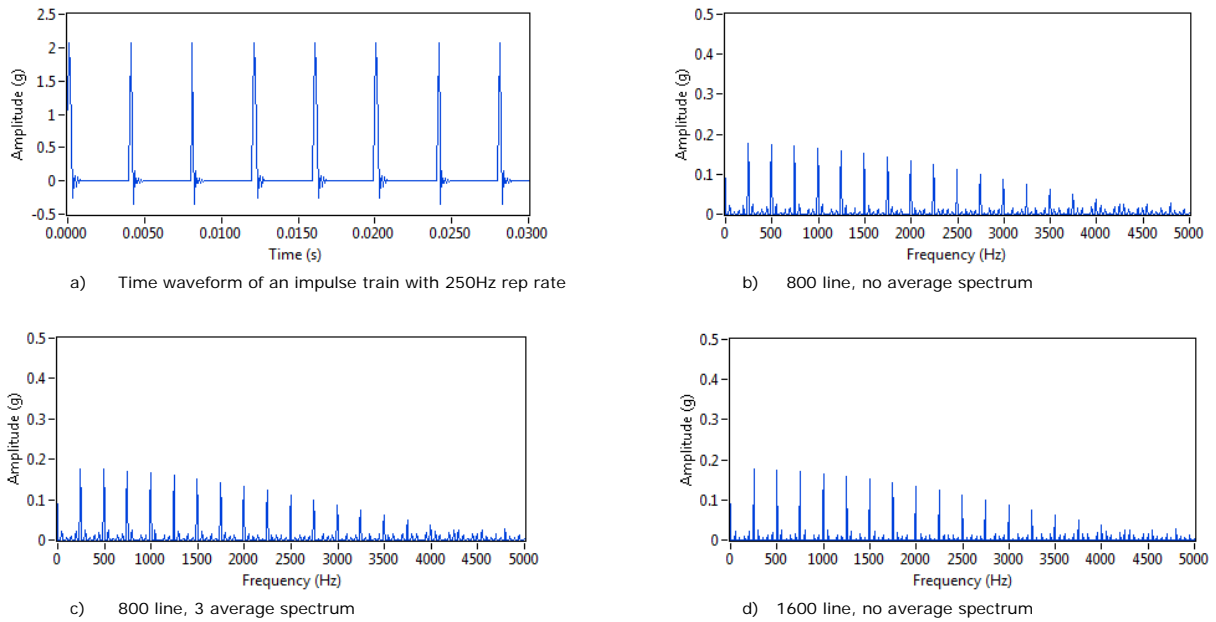 2.5
2
1.5
1
0.5
0
-0.5
Amplitude (g)
0.0000 0.0050 0.0100 0.0150 0.0200 0.0250 0.0300
Time (s)
a) Time waveform of an impulse train with 250Hz rep rate
0.5
0.4
0.3
0.2
0.1
0
Amplitude (g)
0 500 1000 1500 2000 2500 3000 3500 4000 4500 5000
Frequency (Hz)
b) 800 line, no average spectrum
0.5
0.4
0.3
0.2
0.1
0
Amplitude (g)
0 500 1000 1500 2000 2500 3000 3500 4000 4500 5000
Frequency (Hz)
c) 800 line, 3 average spectrum
0.5
0.4
0.3
0.2
0.1
0
Amplitude (g)
0 500 1000 1500 2000 2500 3000 3500 4000 4500 5000
Frequency (Hz)
d) 1600 line, no average spectrum